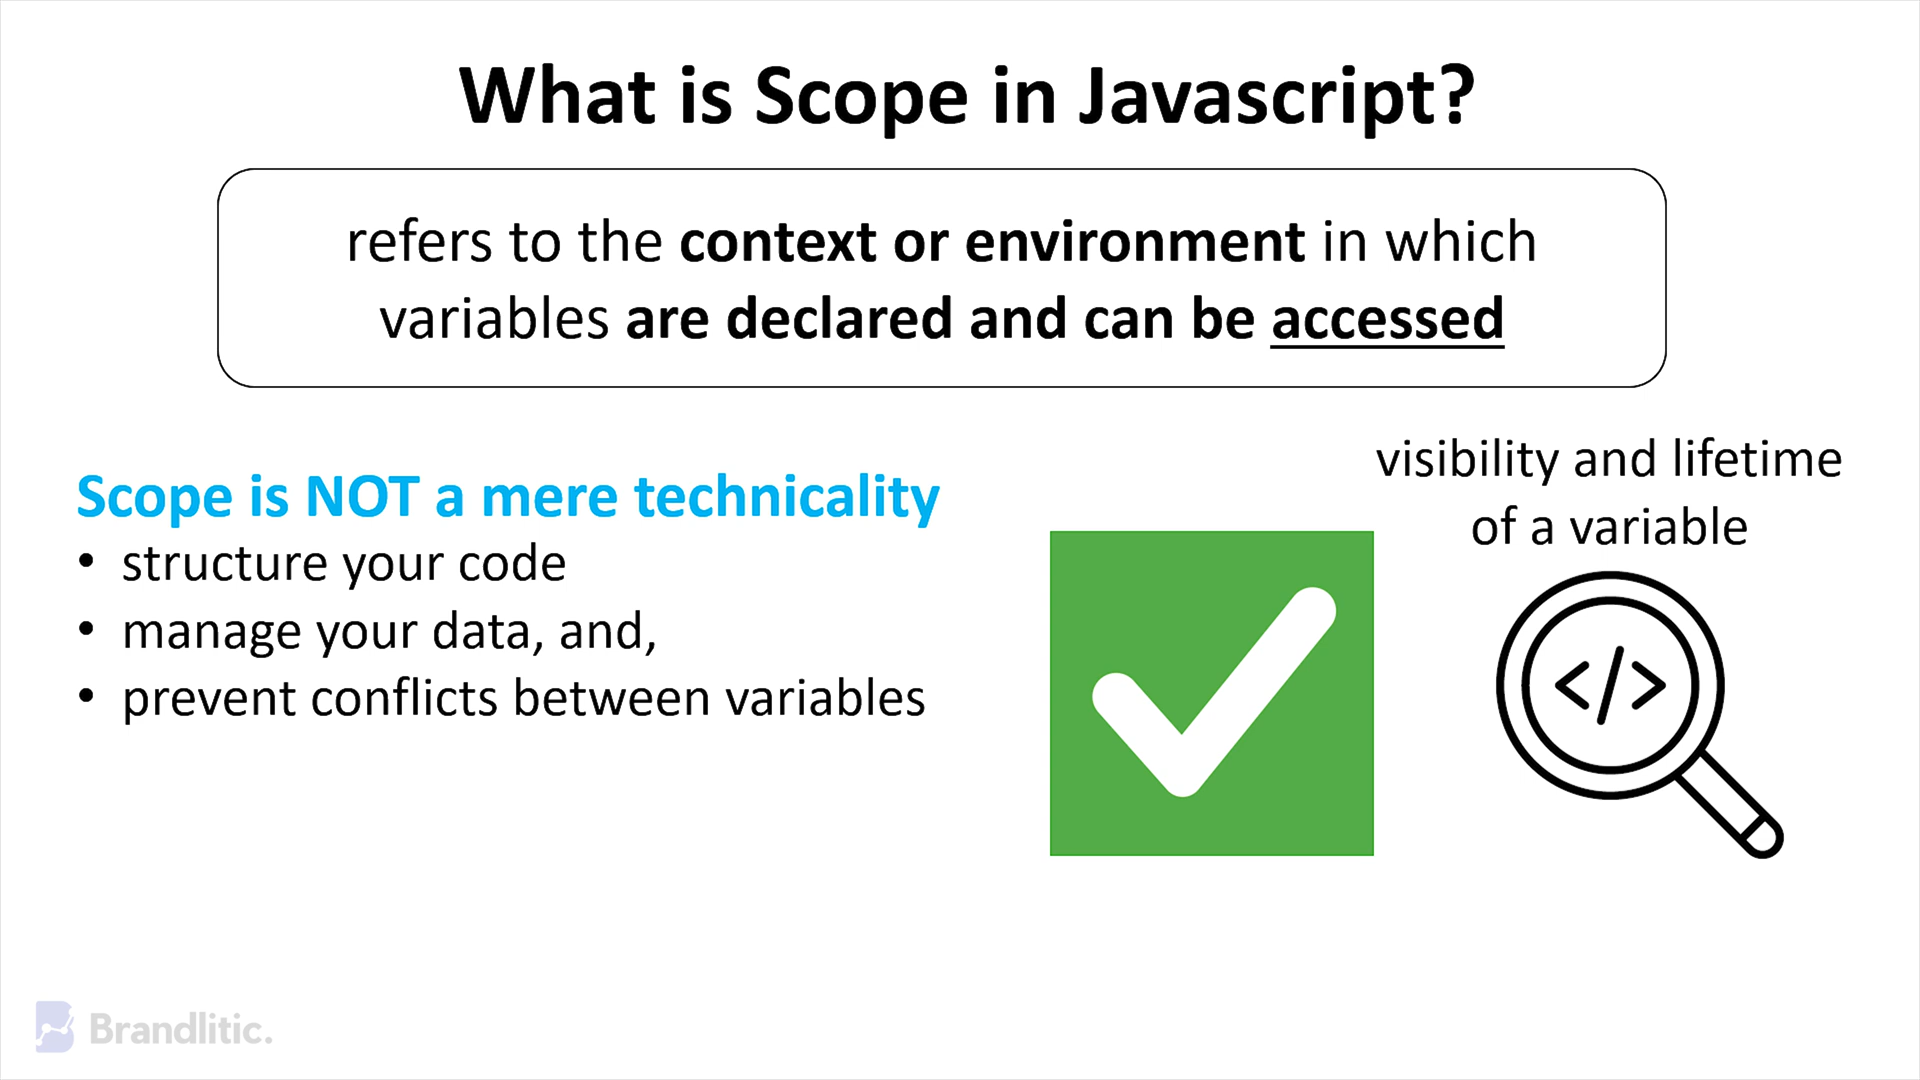 What is Scope in Javascript?
refers to the context or environment in which
variables are declared and can be accessed
Scope is NOT a mere technicality
• structure your code
• manage your data, and,
• prevent conflicts between variables
visibility and lifetime
of a variable
</>
Brandlitic.